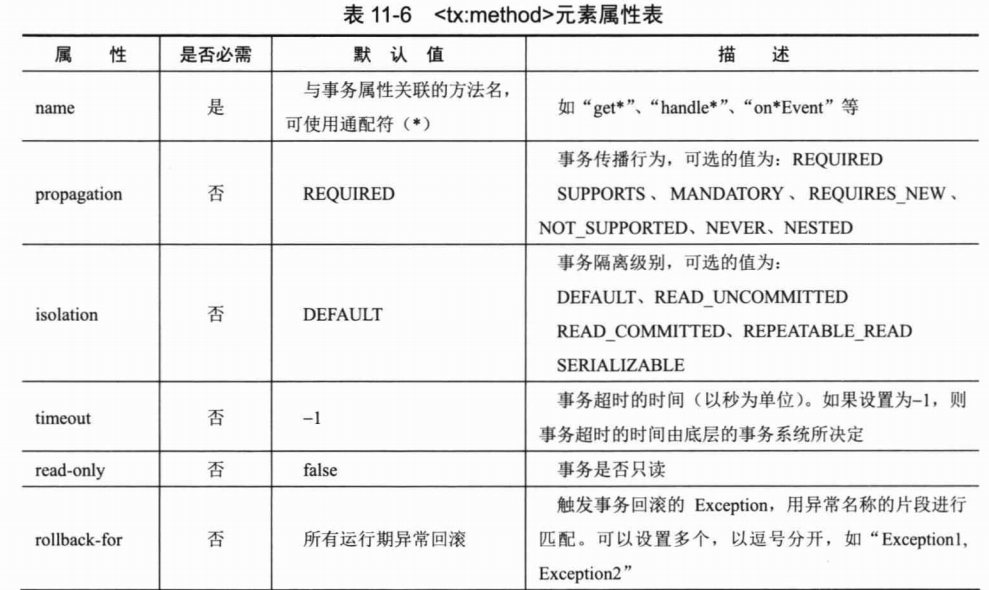 表 11-6 <tx:method>元素属性表
属 性 是否必需 默 认 值 描 述
name 是 与事务属性关联的方法名，可使用通配符（*） 如“get*”、“handle*”、“on*Event”等
propagation 否 REQUIRED 事务传播行为，可选的值为：REQUIRED
SUPPORTS、MANDATORY、REQUIRES_NEW、
NOT_SUPPORTED、NEVER、NESTED
isolation 否 DEFAULT 事务隔离级别，可选的值为：
DEFAULT、READ_UNCOMMITTED
READ_COMMITTED、REPEATABLE_READ
SERIALIZABLE
timeout 否 –1 事务超时的时间（以秒为单位）。如果设置为–1，则
事务超时的时间由底层的事务系统所决定
read-only 否 false 事务是否只读
rollback-for 否 所有运行期异常回滚 触发事务回滚的 Exception，用异常名称的片段进行
匹配。可以设置多个，以逗号分开，如“Exception1,
Exception2”